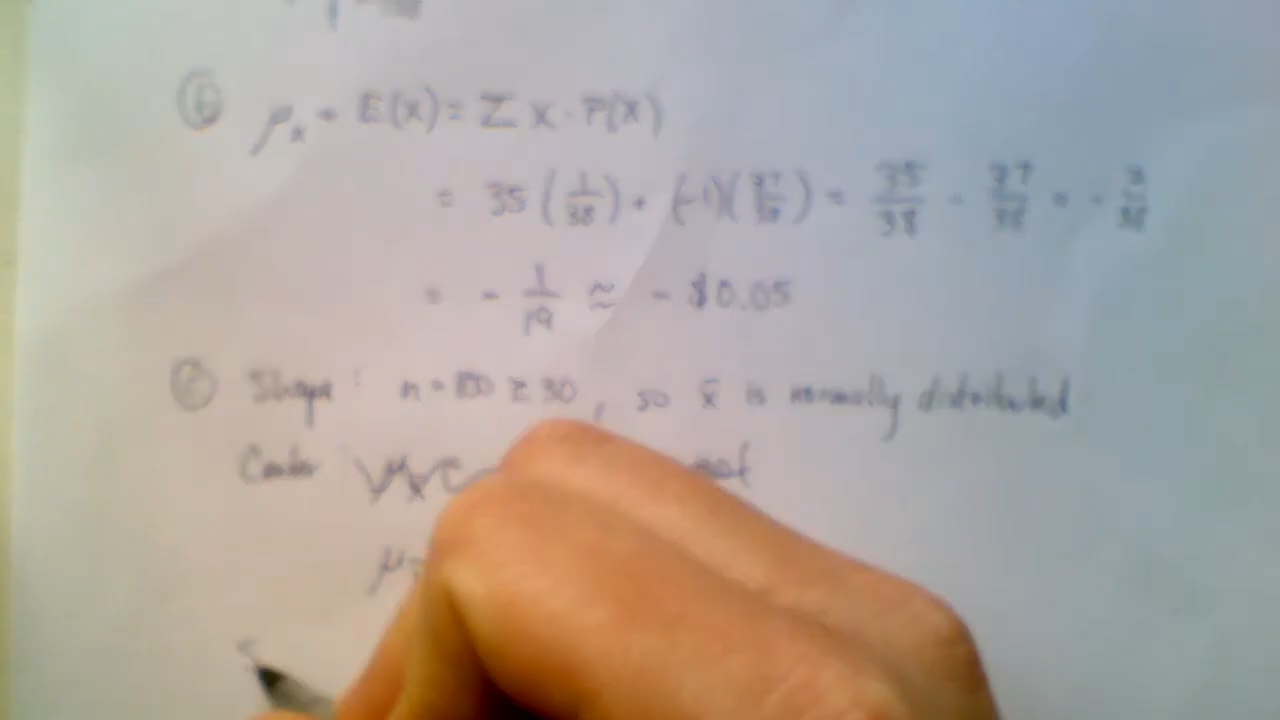 (b) μx = E(x) = Σ x · P(x)
= 35 (1/38) + (-1)(37/38) = 35/38 - 37/38 = - 2/38
= - 1/19 ≈ - $0.05
(c) Shape: n = 100 ≥ 30, so x̄ is normally distributed
Center
μ